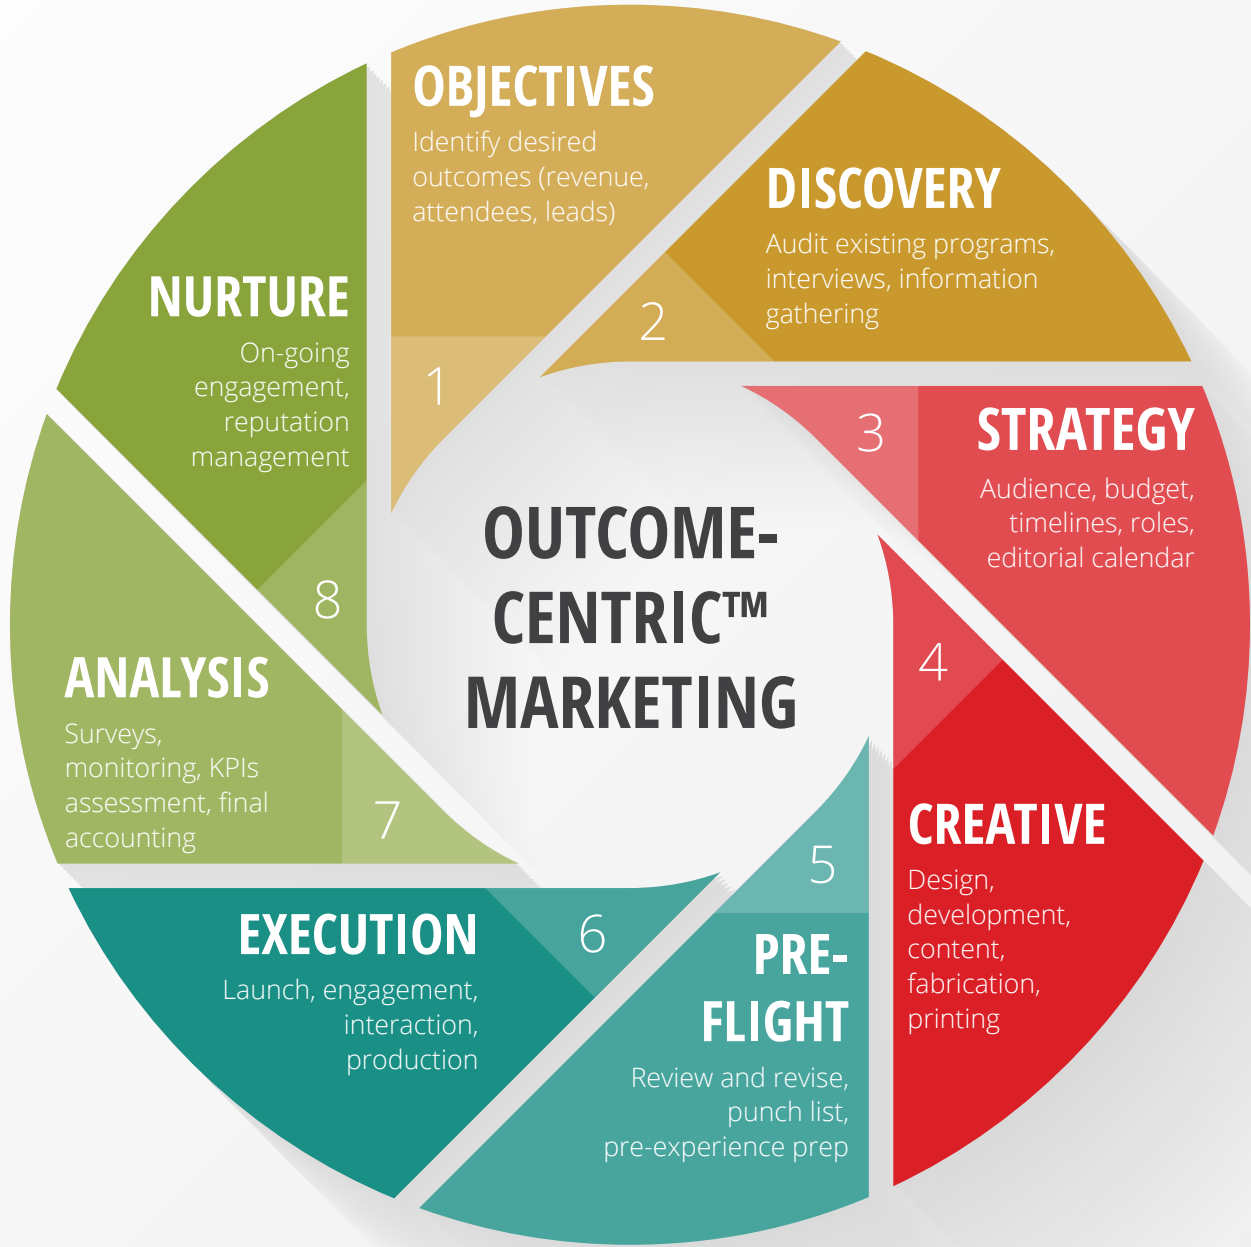 OBJECTIVES
Identify desired
outcomes (revenue,
attendees, leads)
1
DISCOVERY
Audit existing programs,
interviews, information
gathering
2
STRATEGY
Audience, budget,
timelines, roles,
editorial calendar
3
CREATIVE
Design,
development,
content,
fabrication,
printing
4
PRE-
FLIGHT
Review and revise,
punch list,
pre-experience prep
5
EXECUTION
Launch, engagement,
interaction,
production
6
ANALYSIS
Surveys,
monitoring, KPIs
assessment, final
accounting
7
NURTURE
On-going
engagement,
reputation
management
8
OUTCOME-
CENTRIC™
MARKETING